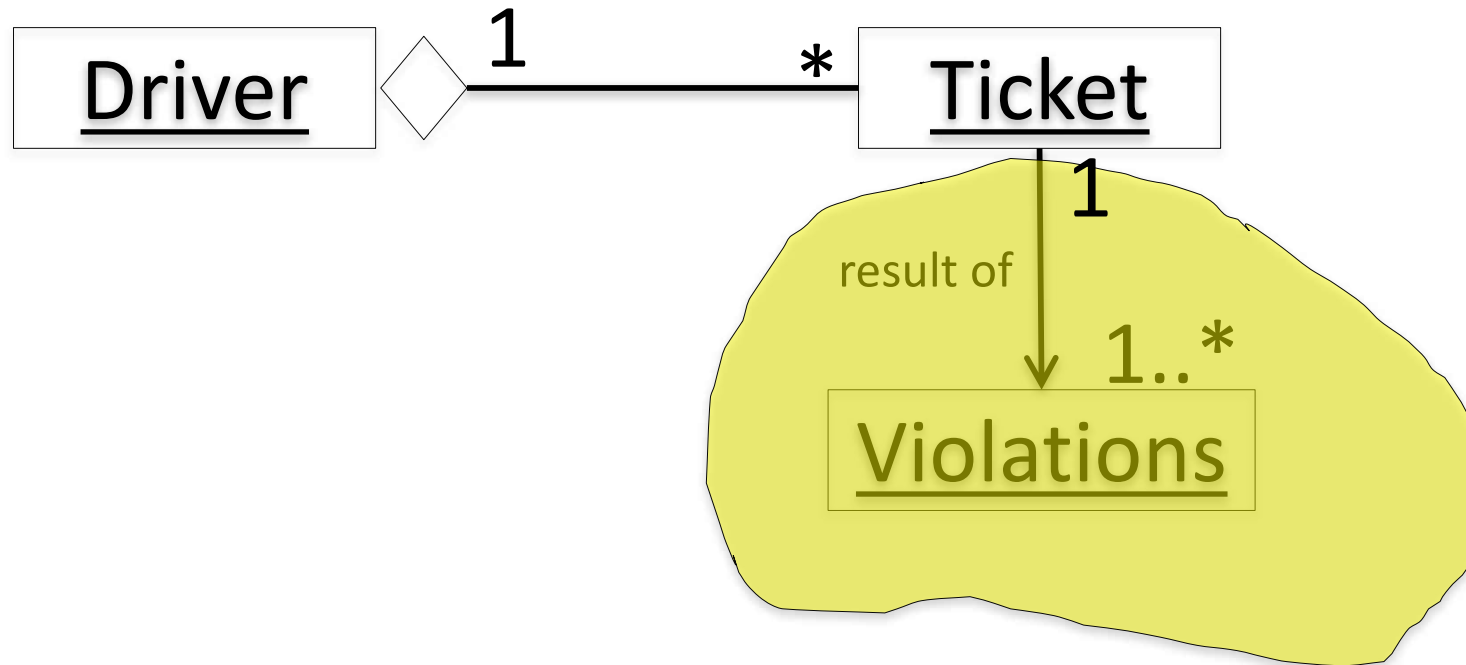 Driver 1 * Ticket
1
result of
1..*
Violations